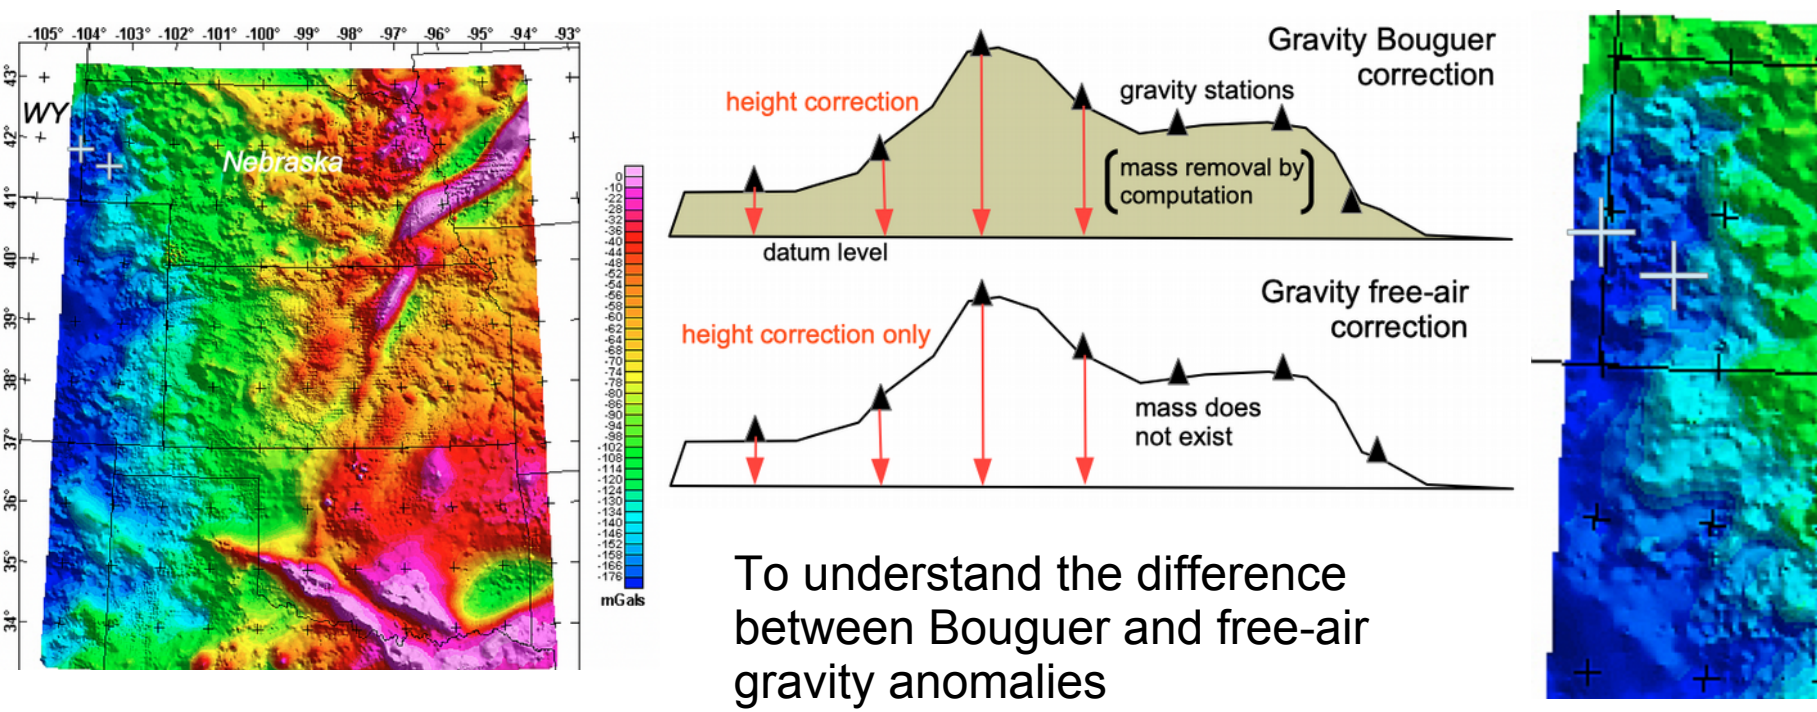 -105° -104° -103° -102° -101° -100° -99° -98° -97° -96° -95° -94° -93°
43°
WY
42°
Nebraska
41°
40°
39°
38°
37°
36°
35°
34°
0
-10
-22
-28
-32
-36
-40
-44
-48
-52
-54
-56
-58
-60
-62
-64
-68
-70
-74
-78
-80
-86
-90
-94
-98
-102
-108
-114
-120
-124
-130
-134
-140
-146
-152
-158
-166
-176
mGals
Gravity Bouguer
correction
height correction
gravity stations
mass removal by
computation
datum level
Gravity free-air
correction
height correction only
mass does
not exist
To understand the difference
between Bouguer and free-air
gravity anomalies